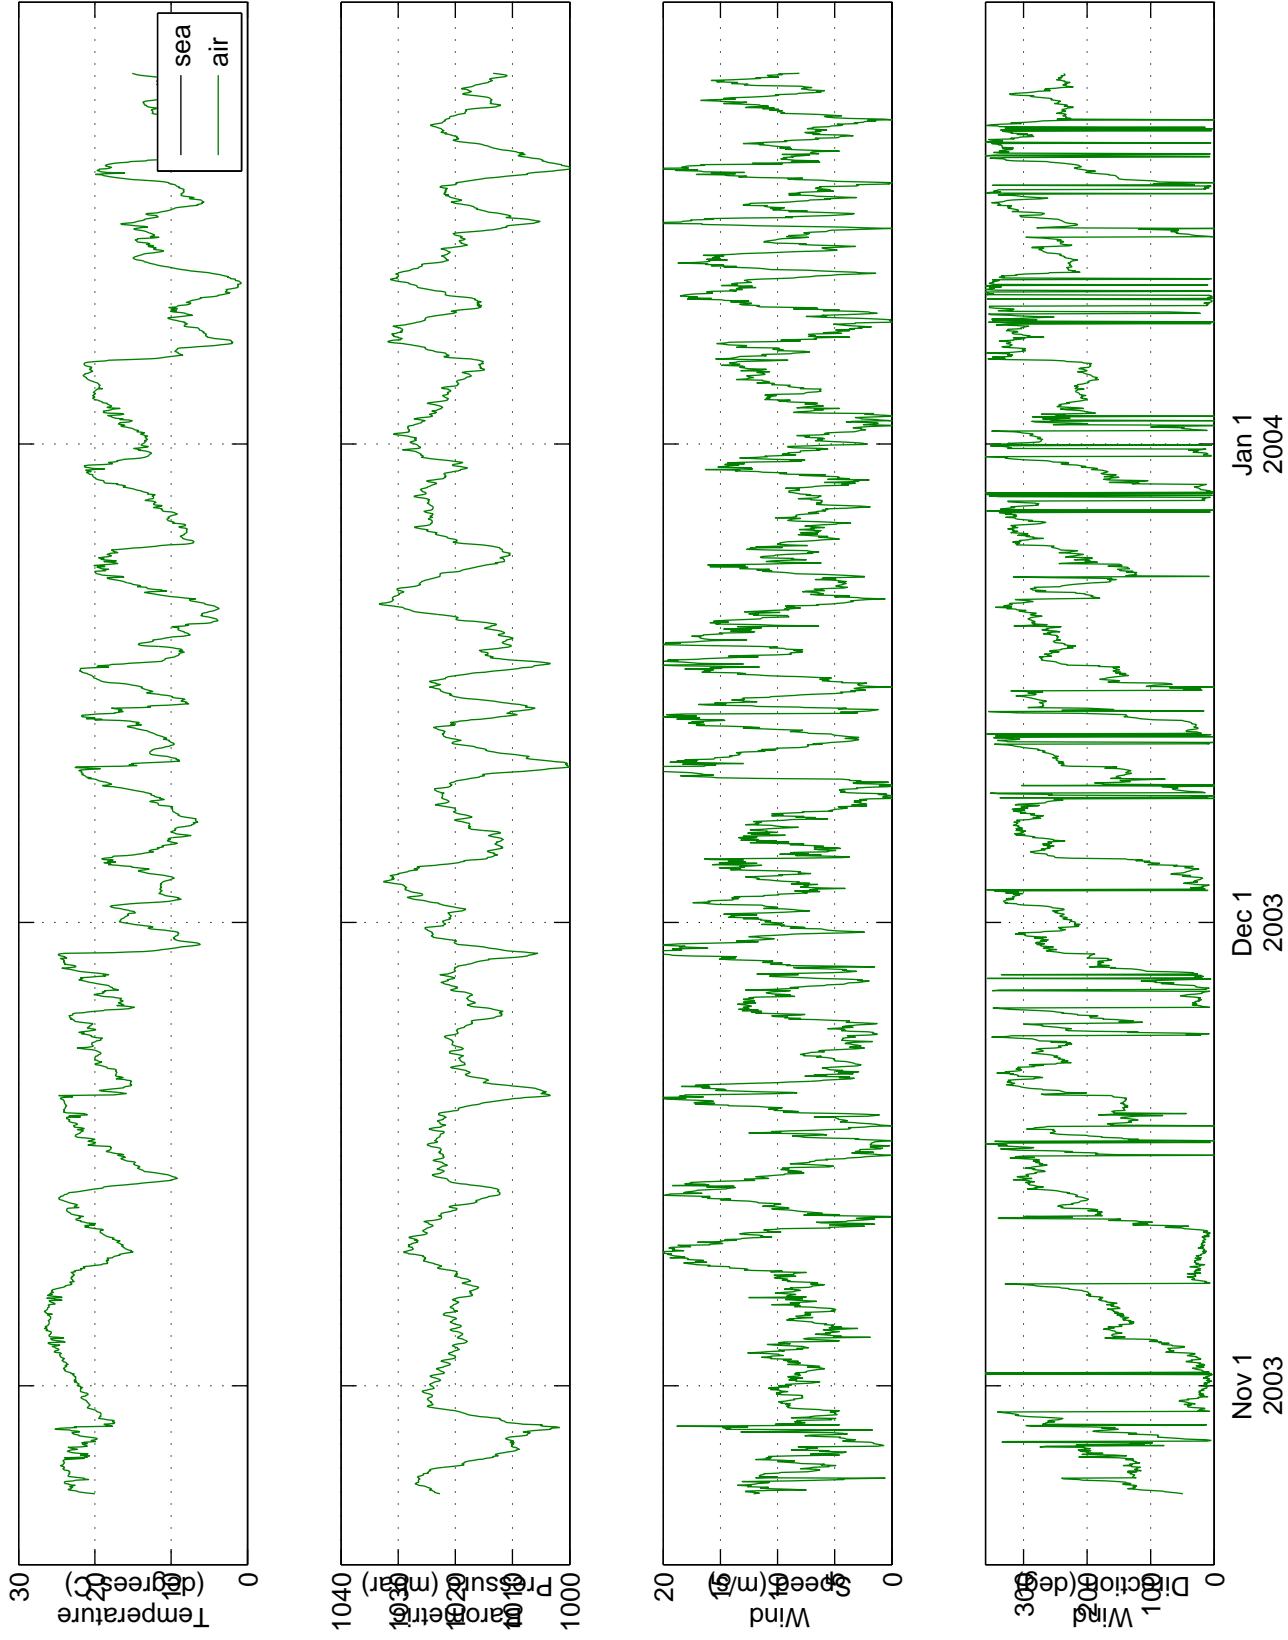 sea
air
30
20
10
0
Temperature
(degrees C)
1040
1030
1020
1010
1000
Barometric
Pressure (mbar)
20
15
10
5
0
Wind
Speed (m/s)
300
200
100
0
Wind
Direction (deg)
Nov 1
2003
Dec 1
2003
Jan 1
2004